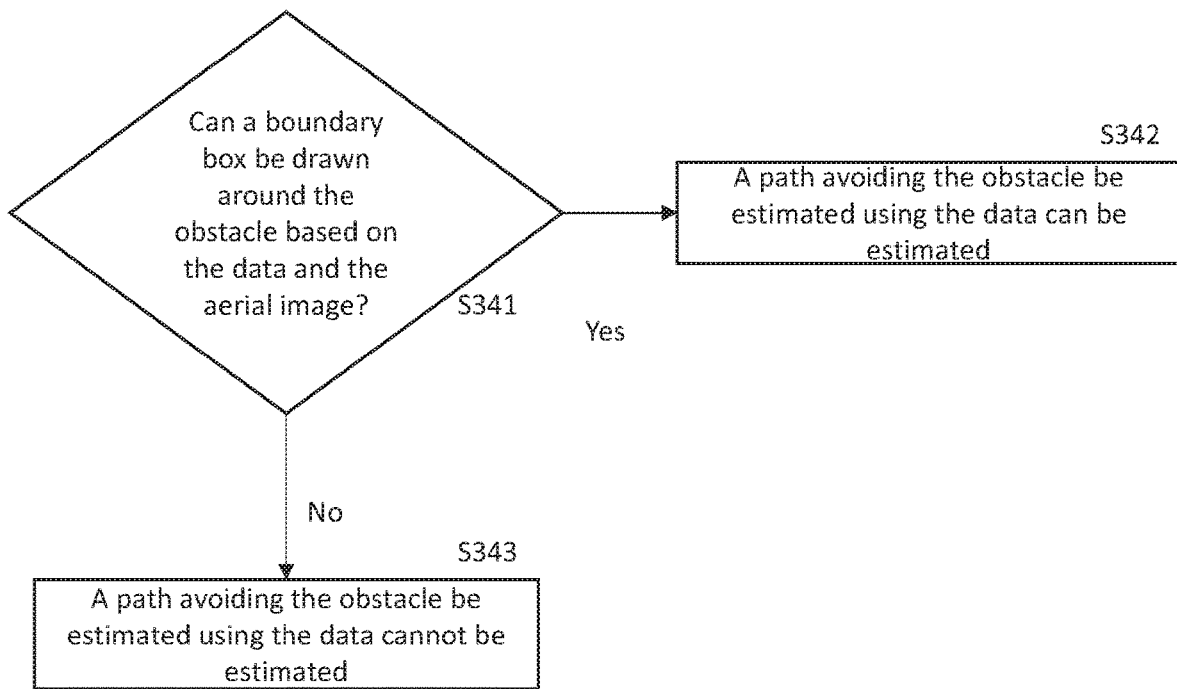 Can a boundary
box be drawn
around the
obstacle based on
the data and the
aerial image?
S341
Yes
S342
A path avoiding the obstacle be
estimated using the data can be
estimated
No
S343
A path avoiding the obstacle be
estimated using the data cannot be
estimated